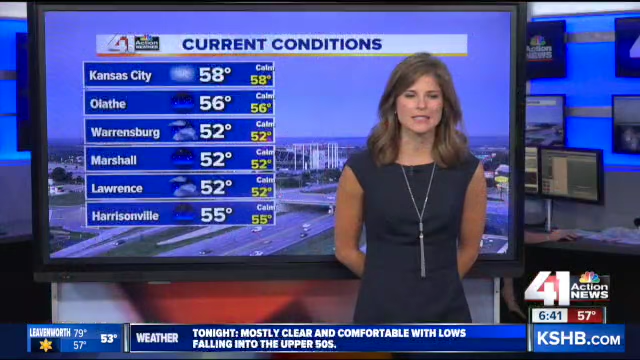 41 Action NEWS WEATHER
CURRENT CONDITIONS
Kansas City 58° Calm 58°
Olathe 56° Calm 56°
Warrensburg 52° Calm 52°
Marshall 52° Calm 52°
Lawrence 52° Calm 52°
Harrisonville 55° Calm 55°
Action NEWS
41 Action NEWS
6:41 57°
KSHB.com
LEAVENWORTH 79° 57° 53°
WEATHER
TONIGHT: MOSTLY CLEAR AND COMFORTABLE WITH LOWS
FALLING INTO THE UPPER 50S.